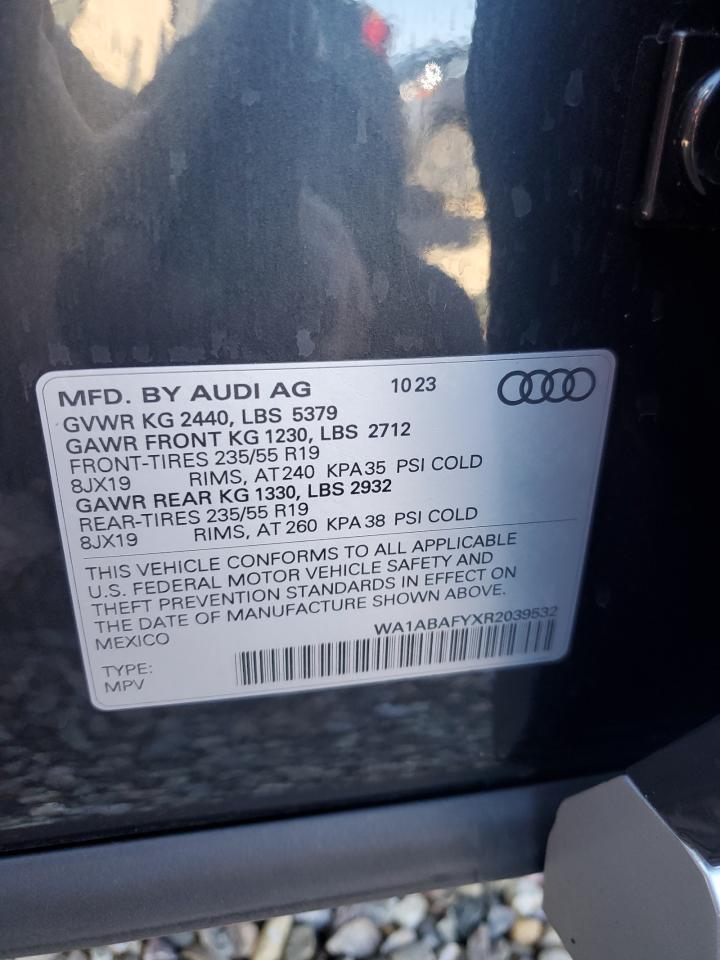 MFD. BY AUDI AG 10 23
GVWR KG 2440, LBS 5379
GAWR FRONT KG 1230, LBS 2712
FRONT-TIRES 235/55 R19
8JX19 RIMS, AT 240 KPA 35 PSI COLD
GAWR REAR KG 1330, LBS 2932
REAR-TIRES 235/55 R19
8JX19 RIMS, AT 260 KPA 38 PSI COLD
THIS VEHICLE CONFORMS TO ALL APPLICABLE
U.S. FEDERAL MOTOR VEHICLE SAFETY AND
THEFT PREVENTION STANDARDS IN EFFECT ON
THE DATE OF MANUFACTURE SHOWN ABOVE.
MEXICO WA1ABAFYXR2039532
TYPE:
MPV